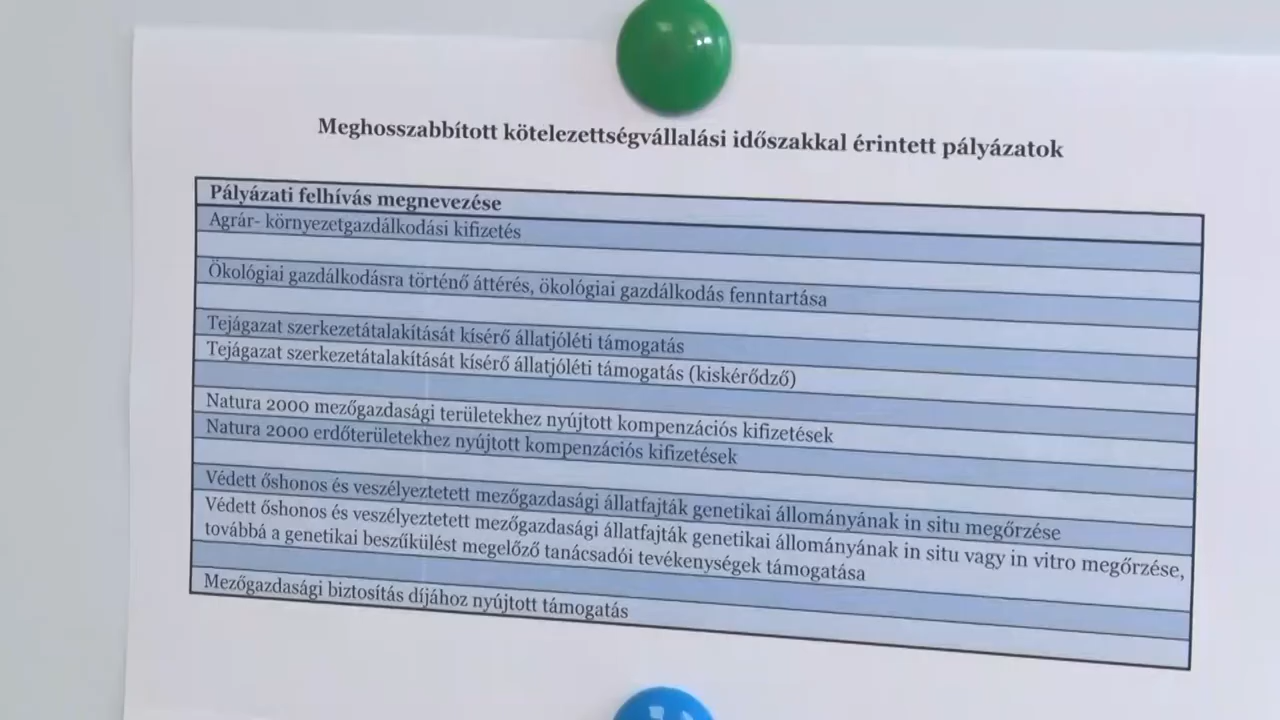 Meghosszabbított kötelezettségvállalási időszakkal érintett pályázatok
Pályázati felhívás megnevezése
Agrár- környezetgazdálkodási kifizetés
Ökológiai gazdálkodásra történő áttérés, ökológiai gazdálkodás fenntartása
Tejágazat szerkezetátalakítását kísérő állatjóléti támogatás
Tejágazat szerkezetátalakítását kísérő állatjóléti támogatás (kiskérődző)
Natura 2000 mezőgazdasági területekhez nyújtott kompenzációs kifizetések
Natura 2000 erdőterületekhez nyújtott kompenzációs kifizetések
Védett őshonos és veszélyeztetett mezőgazdasági állatfajták genetikai állományának in situ megőrzése
Védett őshonos és veszélyeztetett mezőgazdasági állatfajták genetikai állományának in situ vagy in vitro megőrzése,
továbbá a genetikai beszűkülést megelőző tanácsadói tevékenységek támogatása
Mezőgazdasági biztosítás díjához nyújtott támogatás